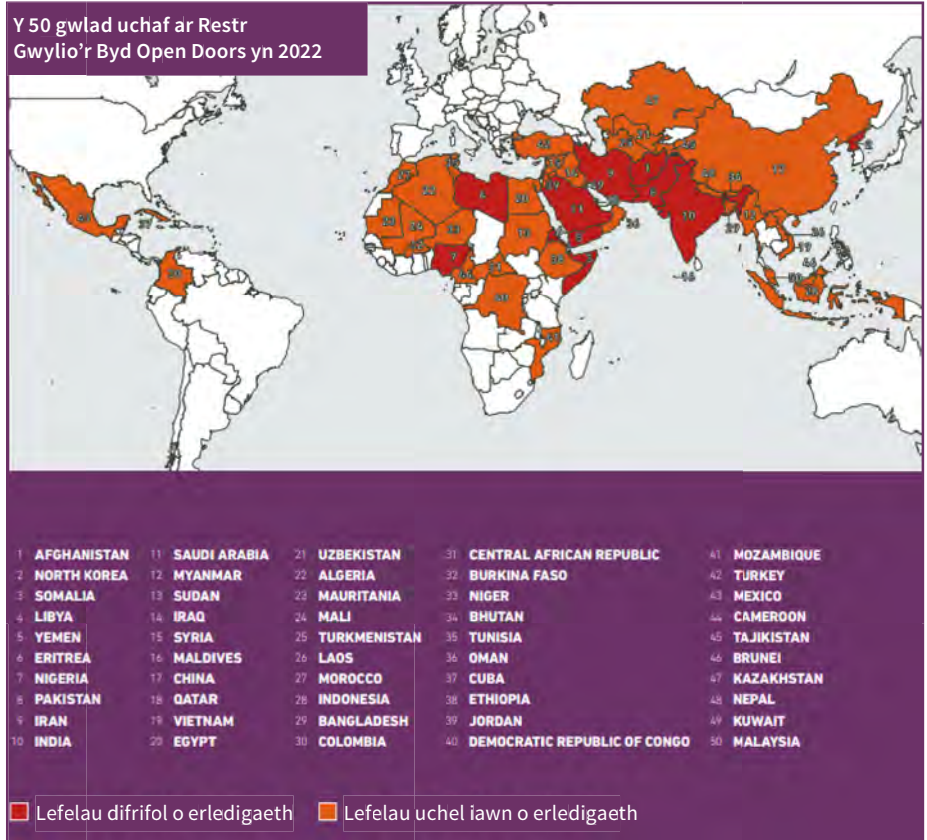 Y 50 gwlad uchaf ar Restr
Gwylio'r Byd Open Doors yn 2022
1 AFGHANISTAN
2 NORTH KOREA
3 SOMALIA
4 LIBYA
5 YEMEN
6 ERITREA
7 NIGERIA
8 PAKISTAN
9 IRAN
10 INDIA
11 SAUDI ARABIA
12 MYANMAR
13 SUDAN
14 IRAQ
15 SYRIA
16 MALDIVES
17 CHINA
18 QATAR
19 VIETNAM
20 EGYPT
21 UZBEKISTAN
22 ALGERIA
23 MAURITANIA
24 MALI
25 TURKMENISTAN
26 LAOS
27 MOROCCO
28 INDONESIA
29 BANGLADESH
30 COLOMBIA
31 CENTRAL AFRICAN REPUBLIC
32 BURKINA FASO
33 NIGER
34 BHUTAN
35 TUNISIA
36 OMAN
37 CUBA
38 ETHIOPIA
39 JORDAN
40 DEMOCRATIC REPUBLIC OF CONGO
41 MOZAMBIQUE
42 TURKEY
43 MEXICO
44 CAMEROON
45 TAJIKISTAN
46 BRUNEI
47 KAZAKHSTAN
48 NEPAL
49 KUWAIT
50 MALAYSIA
Lefelau difrifol o erledigaeth
Lefelau uchel iawn o erledigaeth